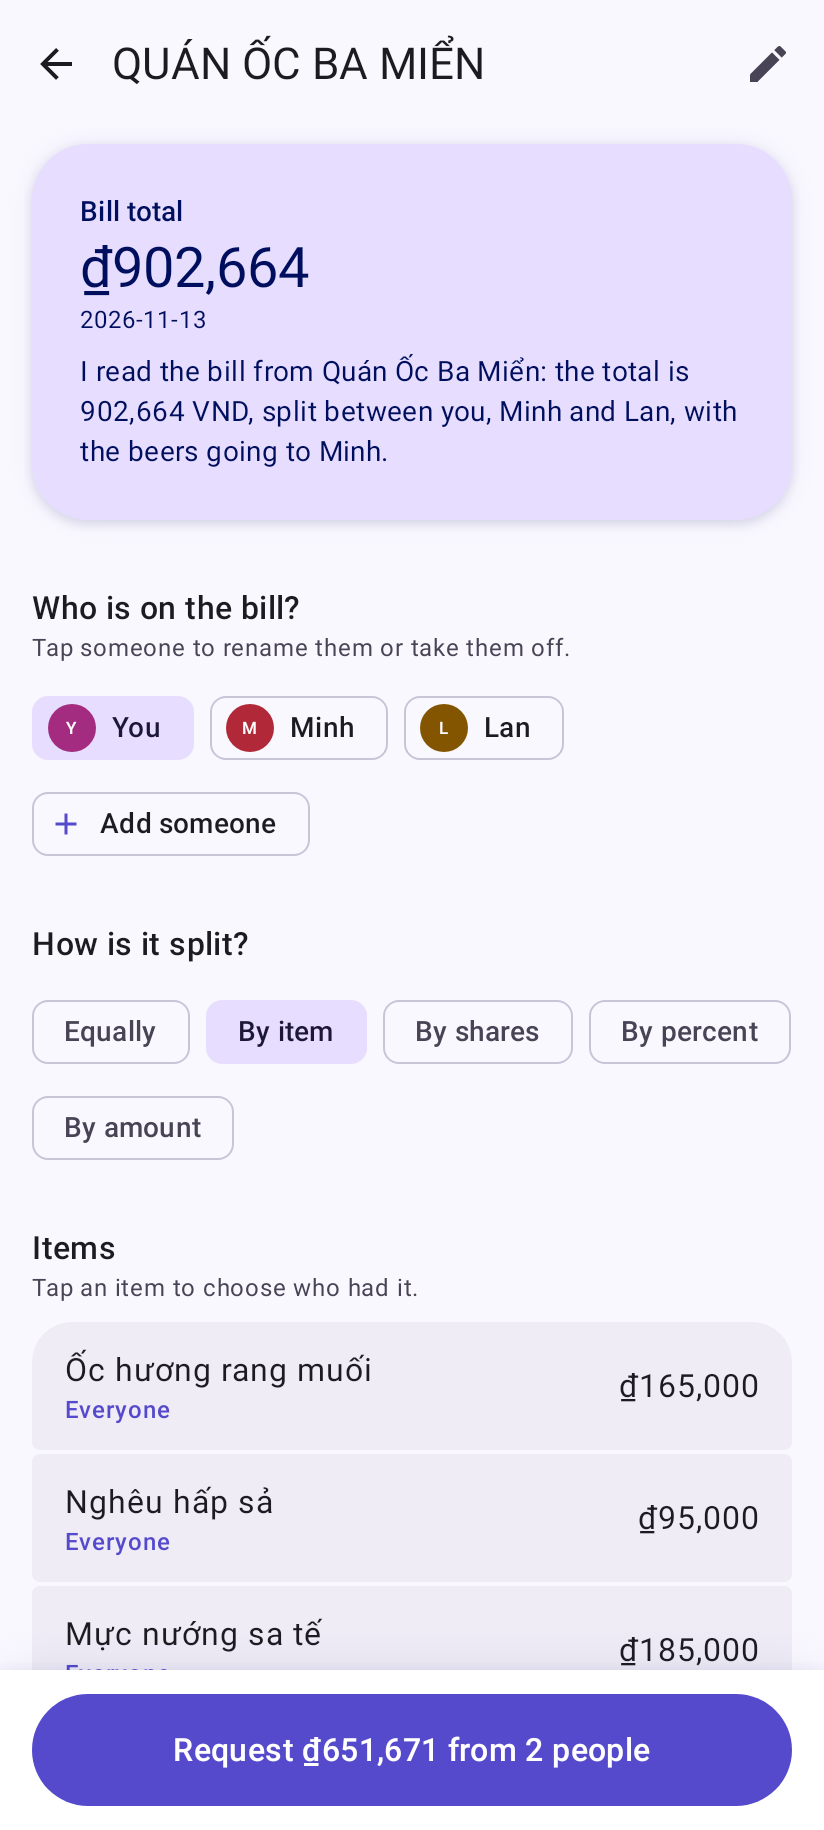 QUÁN ỐC BA MIỂN
Bill total
₫902,664
2026-11-13
I read the bill from Quán Ốc Ba Miển: the total is
902,664 VND, split between you, Minh and Lan, with
the beers going to Minh.
Who is on the bill?
Tap someone to rename them or take them off.
Y You
M Minh
L Lan
Add someone
How is it split?
Equally
By item
By shares
By percent
By amount
Items
Tap an item to choose who had it.
Ốc hương rang muối
₫165,000
Everyone
Nghêu hấp sả
₫95,000
Everyone
Mực nướng sa tế
₫185,000
Request ₫651,671 from 2 people